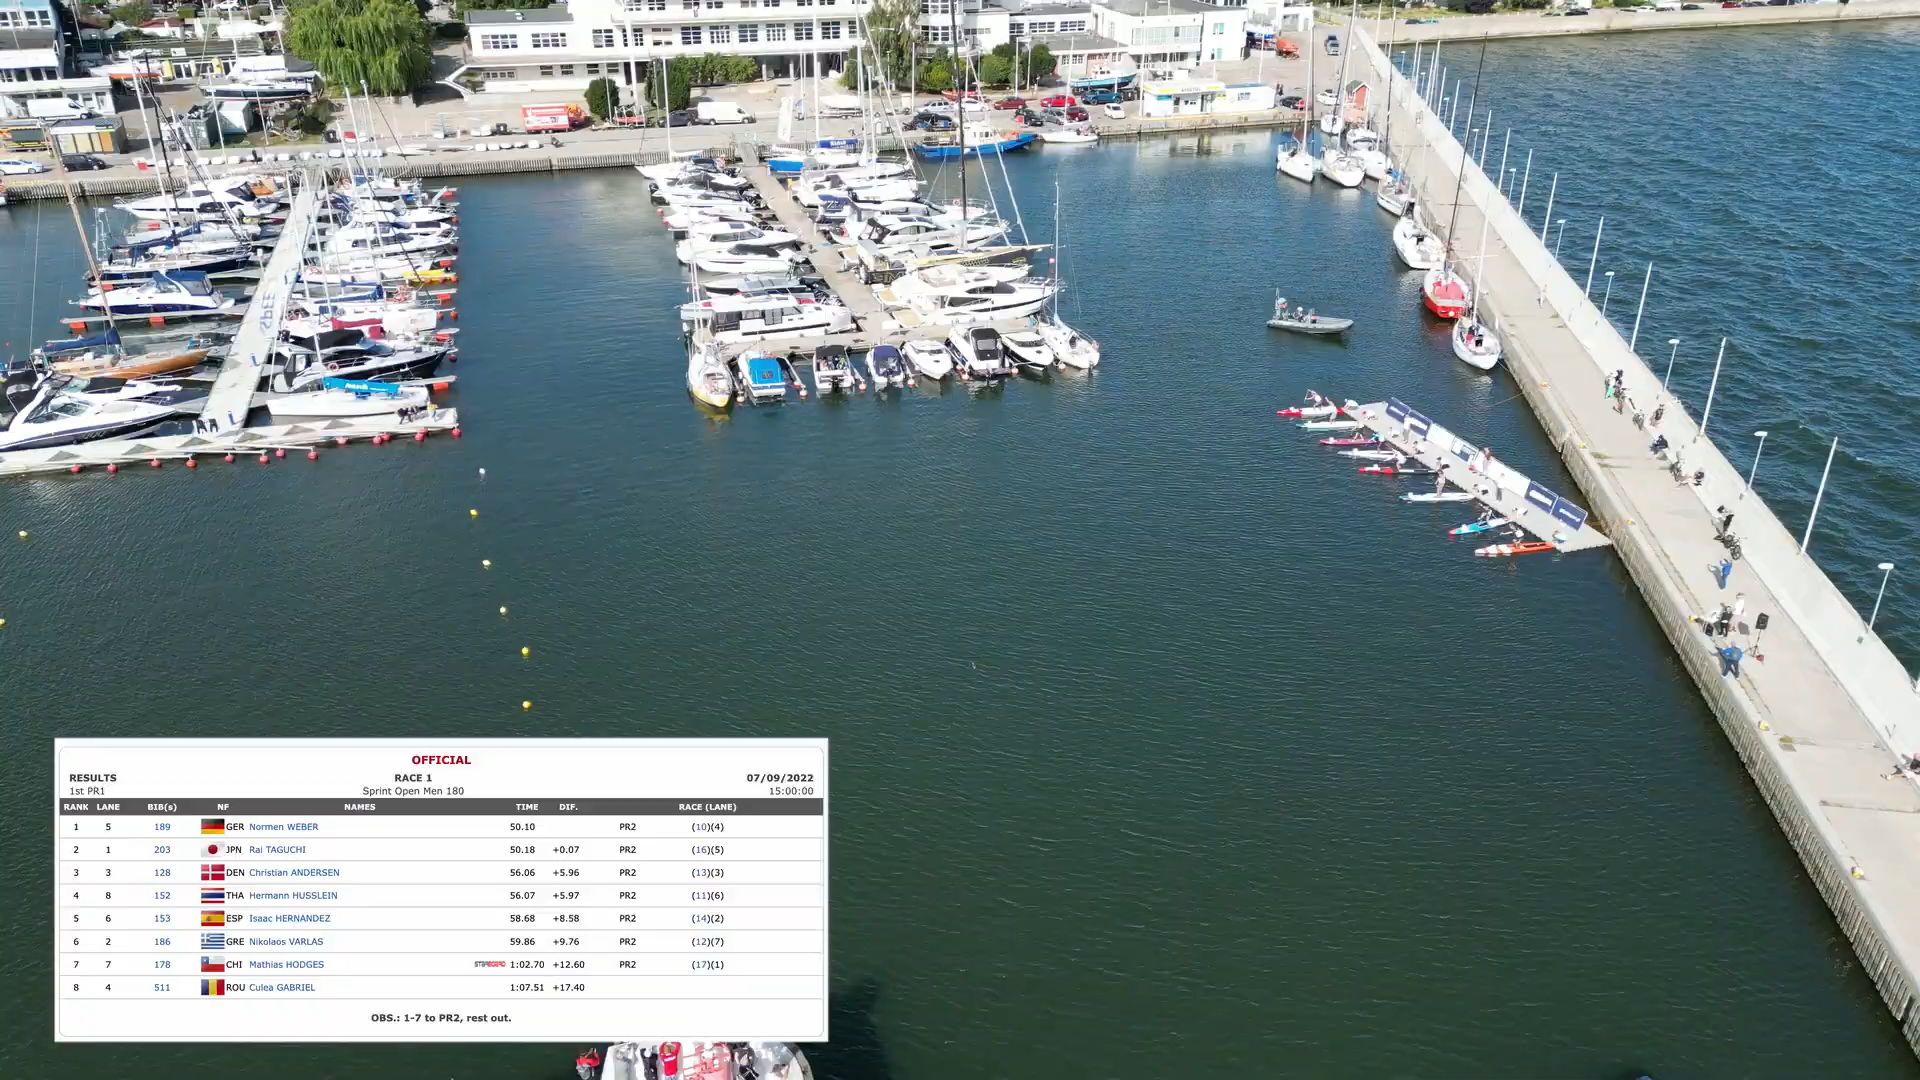 OFFICIAL
RESULTS RACE 1 07/09/2022
1st PR1 Sprint Open Men 180 15:00:00
RANK LANE BIB(s) NF NAMES TIME DIF. RACE (LANE)
1 5 189 GER Normen WEBER 50.10 PR2 (10)(4)
2 1 203 JPN Rai TAGUCHI 50.18 +0.07 PR2 (16)(5)
3 3 128 DEN Christian ANDERSEN 56.06 +5.96 PR2 (13)(3)
4 8 152 THA Hermann HUSSLEIN 56.07 +5.97 PR2 (11)(6)
5 6 153 ESP Isaac HERNANDEZ 58.68 +8.58 PR2 (14)(2)
6 2 186 GRE Nikolaos VARLAS 59.86 +9.76 PR2 (12)(7)
7 7 178 CHI Mathias HODGES 1:02.70 +12.60 PR2 (17)(1)
8 4 511 ROU Culea GABRIEL 1:07.51 +17.40
OBS.: 1-7 to PR2, rest out.